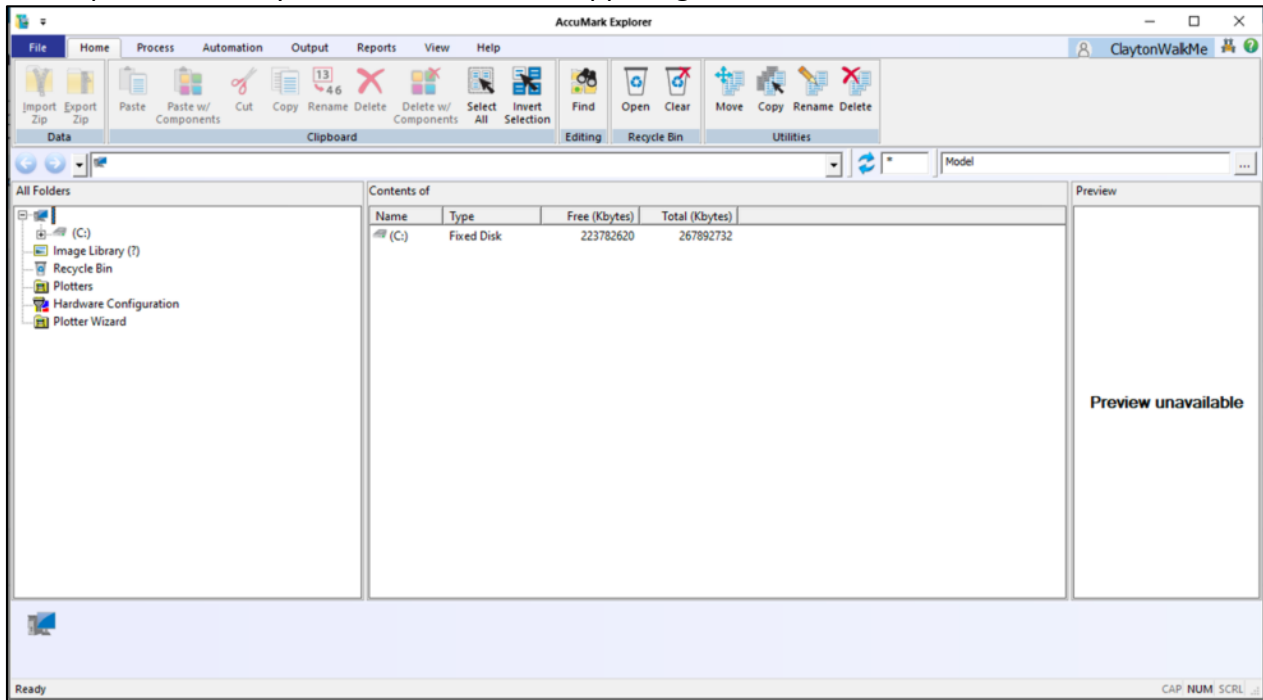 AccuMark Explorer
File Home Process Automation Output Reports View Help ClaytonWalkMe
Import Zip Export Zip Paste Paste w/ Components Cut Copy Rename Delete Delete w/ Components Select All Invert Selection Find Open Clear Move Copy Rename Delete
Data Clipboard Editing Recycle Bin Utilities
* Model ...
All Folders Contents of Preview
Name Type Free (Kbytes) Total (Kbytes)
(C:) (C:) Fixed Disk 223782620 267892732
Image Library (?)
Recycle Bin
Plotters
Hardware Configuration
Plotter Wizard
Preview unavailable
Ready CAP NUM SCRL